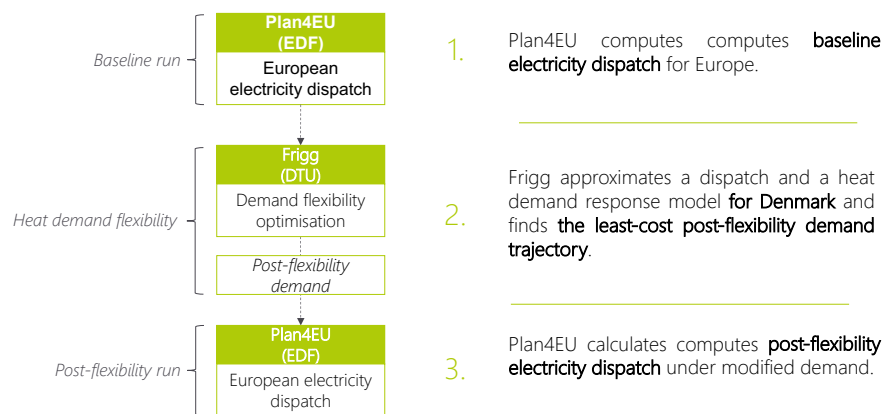 Baseline run
Plan4EU
(EDF)
European
electricity dispatch
1.
Plan4EU computes computes baseline
electricity dispatch for Europe.
Heat demand flexibility
Frigg
(DTU)
Demand flexibility
optimisation
Post-flexibility
demand
2.
Frigg approximates a dispatch and a heat
demand response model for Denmark and
finds the least-cost post-flexibility demand
trajectory.
Post-flexibility run
Plan4EU
(EDF)
European electricity
dispatch
3.
Plan4EU calculates computes post-flexibility
electricity dispatch under modified demand.